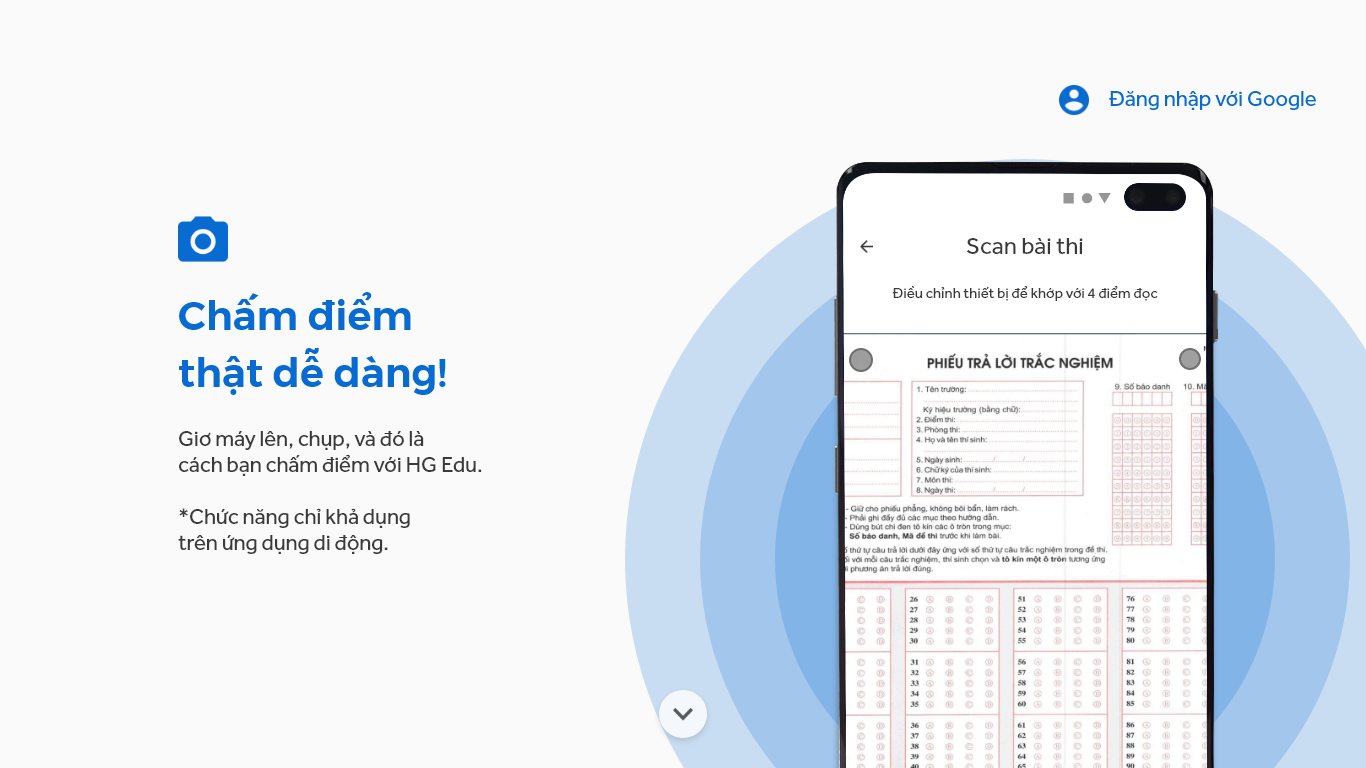 Đăng nhập với Google
Chấm điểm
thật dễ dàng!
Giơ máy lên, chụp, và đó là
cách bạn chấm điểm với HG Edu.
*Chức năng chỉ khả dụng
trên ứng dụng di động.
Scan bài thi
Điều chỉnh thiết bị để khớp với 4 điểm đọc
PHIẾU TRẢ LỜI TRẮC NGHIỆM
1. Tên trường:
Ký hiệu trường (bằng chữ):
2. Điểm thi:
3. Phòng thi:
4. Họ và tên thí sinh:
5. Ngày sinh: / /
6. Chữ ký của thí sinh:
7. Môn thi:
8. Ngày thi: / /
9. Số báo danh
10. Mã
- Giữ cho phiếu phẳng, không bôi bẩn, làm rách.
- Phải ghi đầy đủ các mục theo hướng dẫn.
- Dùng bút chì đen tô kín các ô tròn trong mục:
Số báo danh, Mã đề thi trước khi làm bài.
thứ tự câu trả lời dưới đây ứng với số thứ tự câu trắc nghiệm trong đề thi.
với mỗi câu trắc nghiệm, thí sinh chọn và tô kín một ô tròn tương ứng
phương án trả lời đúng.
C D 26 A B C D 51 A B C D 76 A B C
C D 27 A B C D 52 A B C D 77 A B C
C D 28 A B C D 53 A B C D 78 A B C
C D 29 A B C D 54 A B C D 79 A B C
C D 30 A B C D 55 A B C D 80 A B C
C D 31 A B C D 56 A B C D 81 A B C
C D 32 A B C D 57 A B C D 82 A B C
C D 33 A B C D 58 A B C D 83 A B C
C D 34 A B C D 59 A B C D 84 A B C
C D 35 A B C D 60 A B C D 85 A B C
C D 36 A B C D 61 A B C D 86 A B C
C D 37 A B C D 62 A B C D 87 A B C
C D 38 A B C D 63 A B C D 88 A B C
C D 39 A B C D 64 A B C D 89 A B C
C D 40 A B C D 65 A B C D 90 A B C